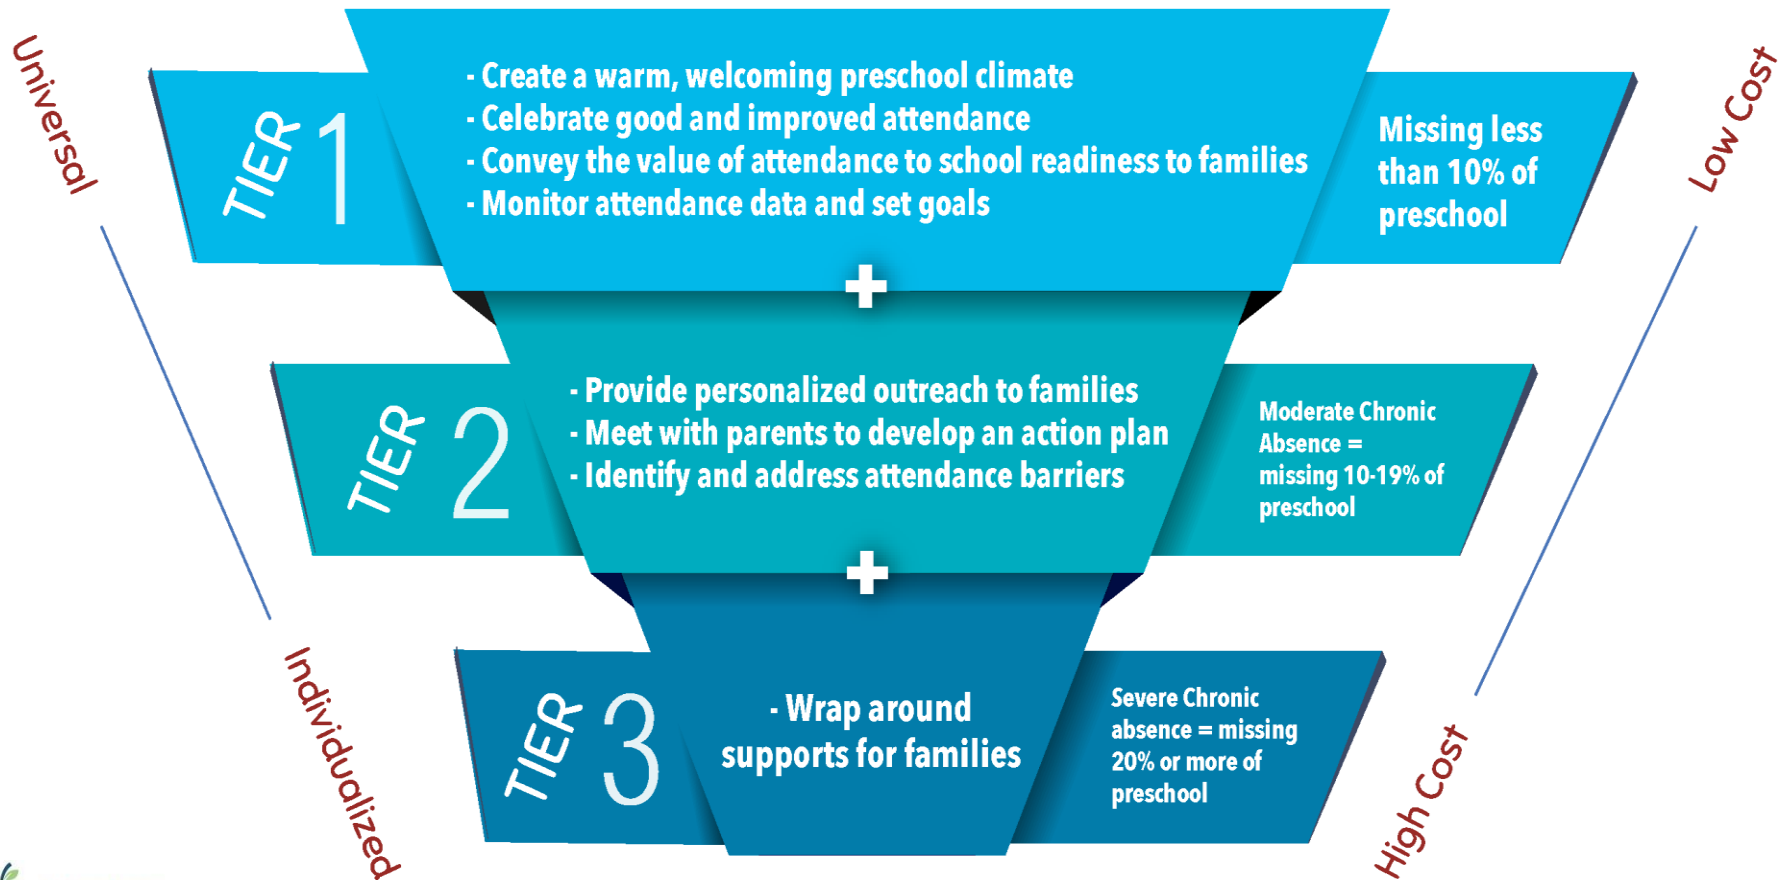 Universal
Low Cost
TIER 1
- Create a warm, welcoming preschool climate
- Celebrate good and improved attendance
- Convey the value of attendance to school readiness to families
- Monitor attendance data and set goals
Missing less
than 10% of
preschool
+
TIER 2
- Provide personalized outreach to families
- Meet with parents to develop an action plan
- Identify and address attendance barriers
Moderate Chronic
Absence =
missing 10-19% of
preschool
+
TIER 3
- Wrap around
supports for families
Severe Chronic
absence = missing
20% or more of
preschool
Individualized
High Cost